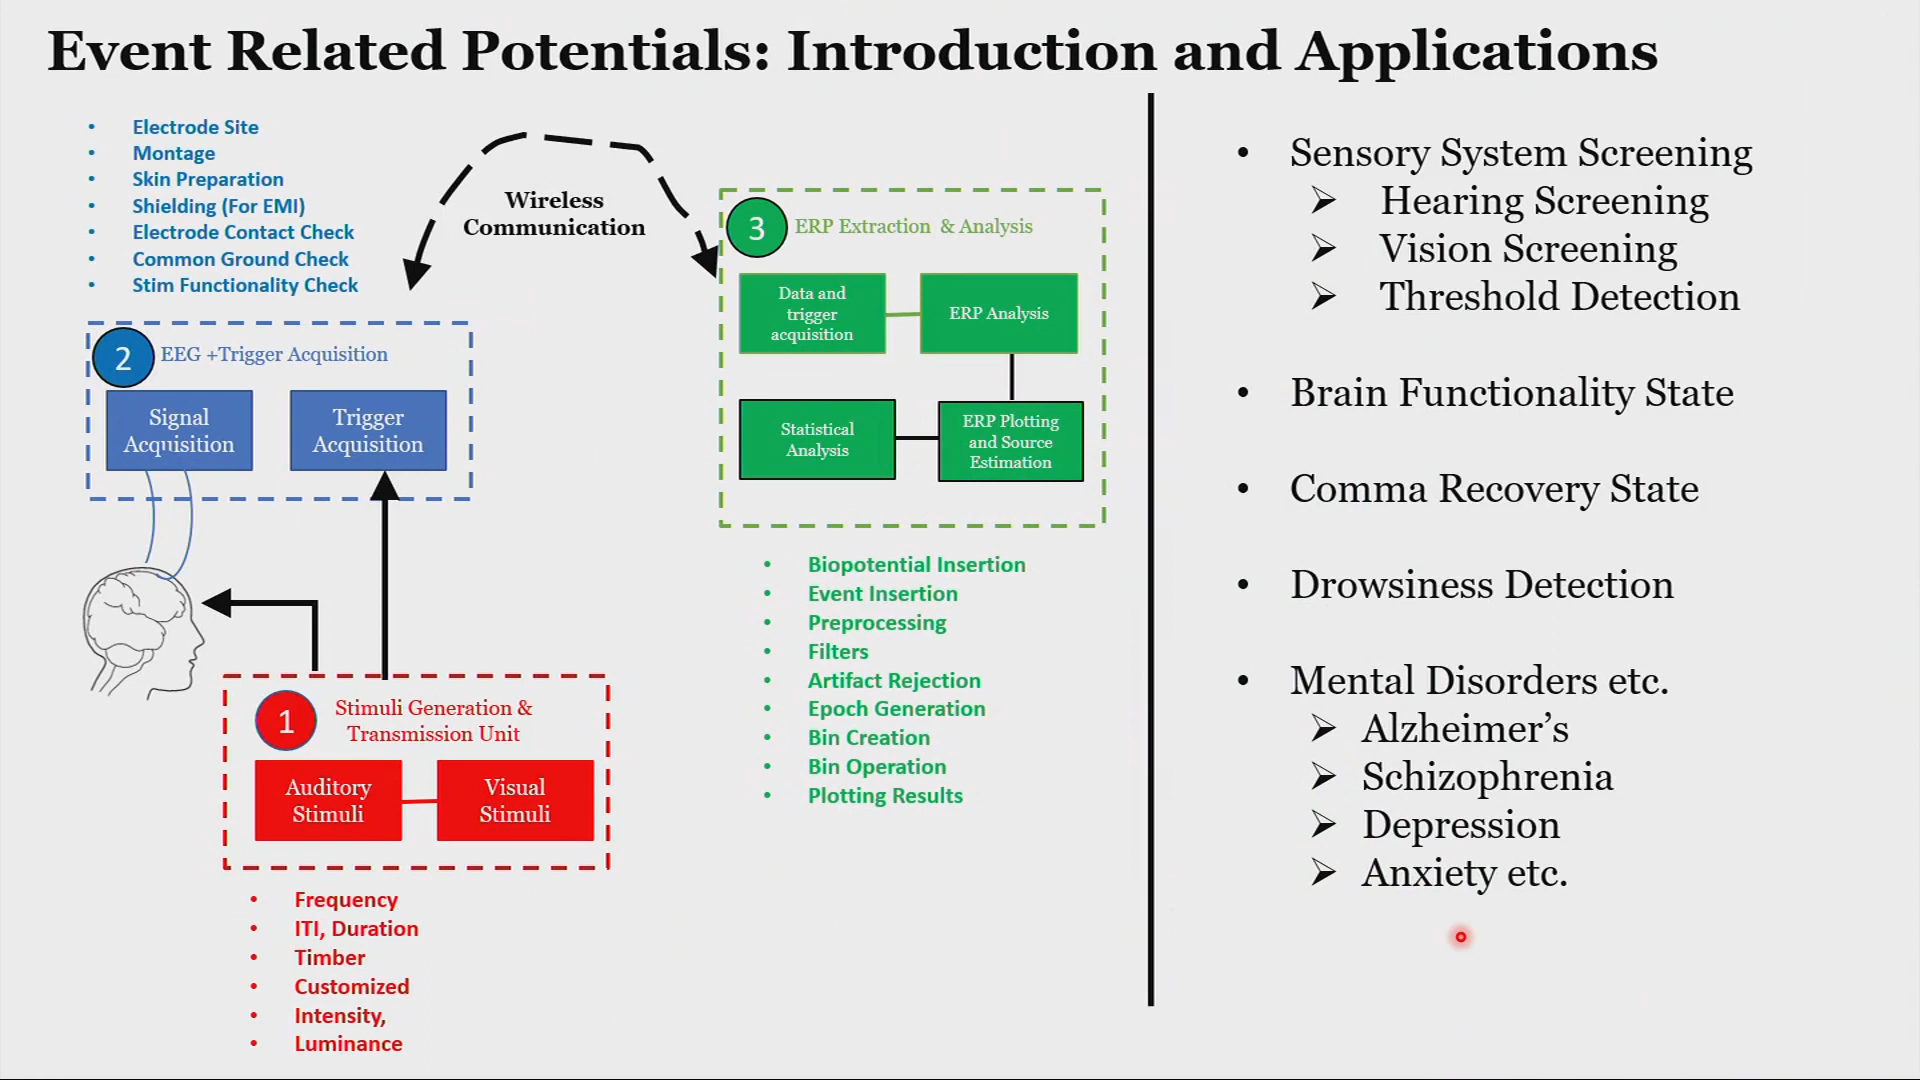 Event Related Potentials: Introduction and Applications
• Electrode Site
• Montage
• Skin Preparation
• Shielding (For EMI)
• Electrode Contact Check
• Common Ground Check
• Stim Functionality Check
Wireless
Communication
2
EEG +Trigger Acquisition
Signal
Acquisition
Trigger
Acquisition
1
Stimuli Generation &
Transmission Unit
Auditory
Stimuli
Visual
Stimuli
• Frequency
• ITI, Duration
• Timber
• Customized
• Intensity,
• Luminance
3
ERP Extraction & Analysis
Data and
trigger
acquisition
ERP Analysis
Statistical
Analysis
ERP Plotting
and Source
Estimation
• Biopotential Insertion
• Event Insertion
• Preprocessing
• Filters
• Artifact Rejection
• Epoch Generation
• Bin Creation
• Bin Operation
• Plotting Results
• Sensory System Screening
➢ Hearing Screening
➢ Vision Screening
➢ Threshold Detection
• Brain Functionality State
• Comma Recovery State
• Drowsiness Detection
• Mental Disorders etc.
➢ Alzheimer’s
➢ Schizophrenia
➢ Depression
➢ Anxiety etc.